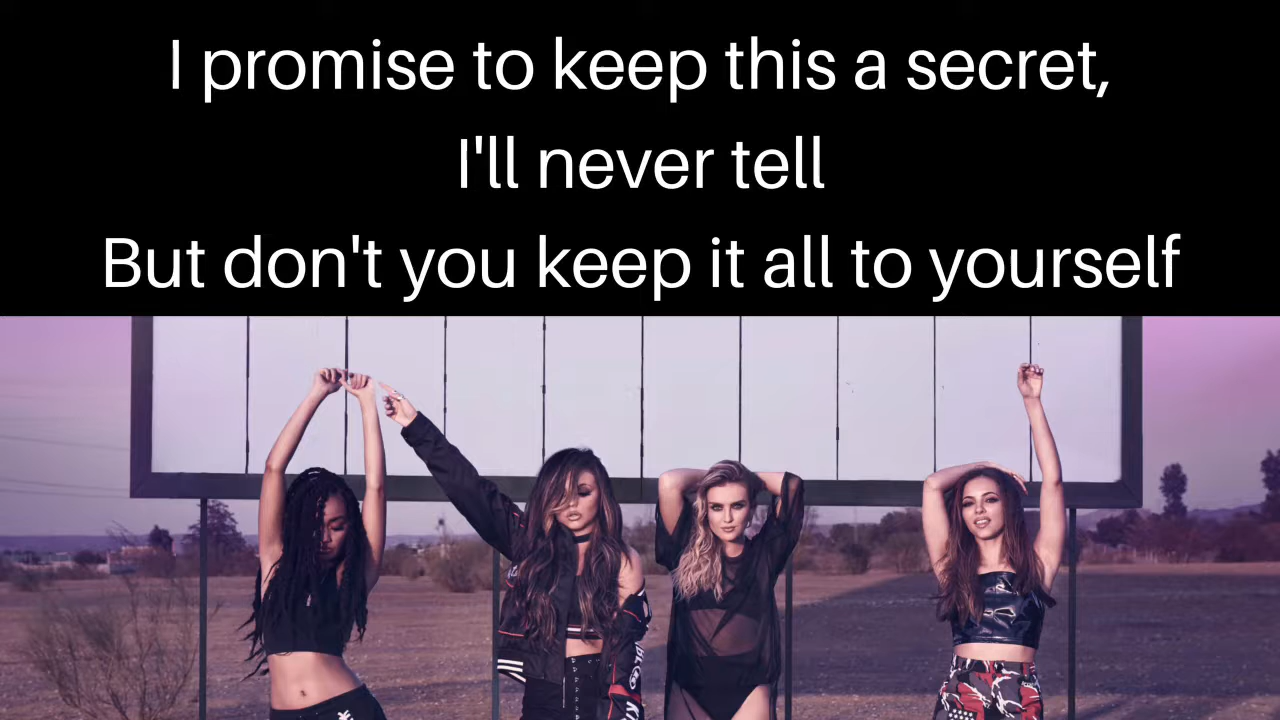 I promise to keep this a secret,
I'll never tell
But don't you keep it all to yourself